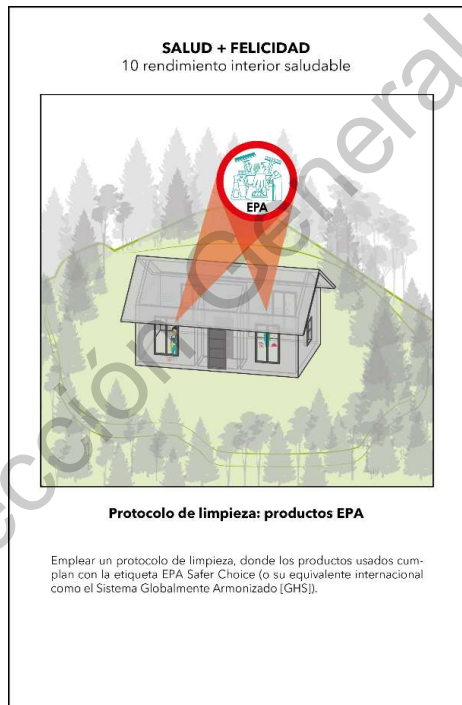 SALUD + FELICIDAD
10 rendimiento interior saludable
EPA
Protocolo de limpieza: productos EPA
Emplear un protocolo de limpieza, donde los productos usados cum-
plan con la etiqueta EPA Safer Choice (o su equivalente internacional
como el Sistema Globalmente Armonizado [GHS]).
ección General